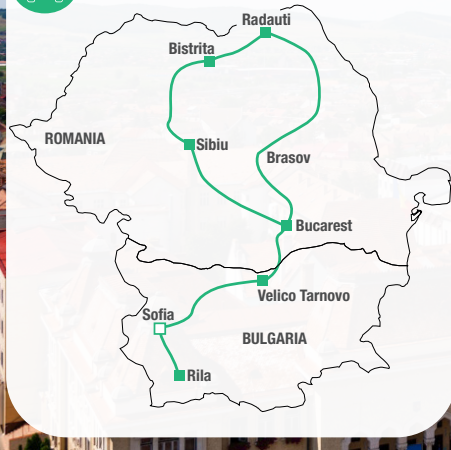 Radauti
Bistrita
ROMANIA
Sibiu
Brasov
Bucarest
Velico Tarnovo
Sofia
BULGARIA
Rila